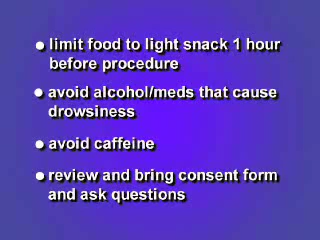 • limit food to light snack 1 hour
before procedure
• avoid alcohol/meds that cause
drowsiness
• avoid caffeine
• review and bring consent form
and ask questions